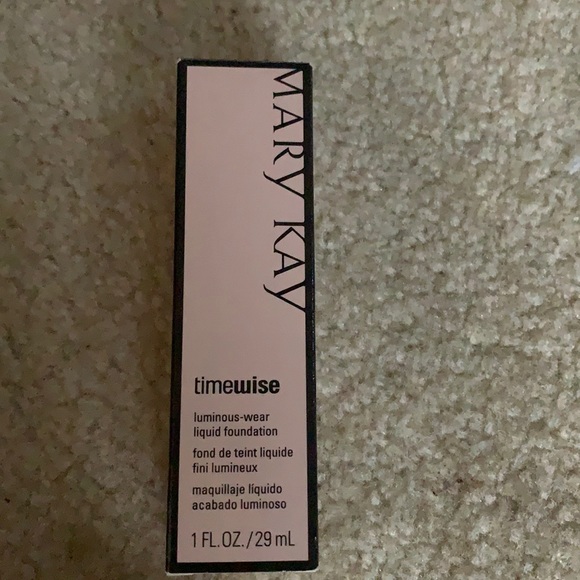 MARY KAY
timewise
luminous-wear
liquid foundation
fond de teint liquide
fini lumineux
maquillaje líquido
acabado luminoso
1 FL.OZ./29 mL